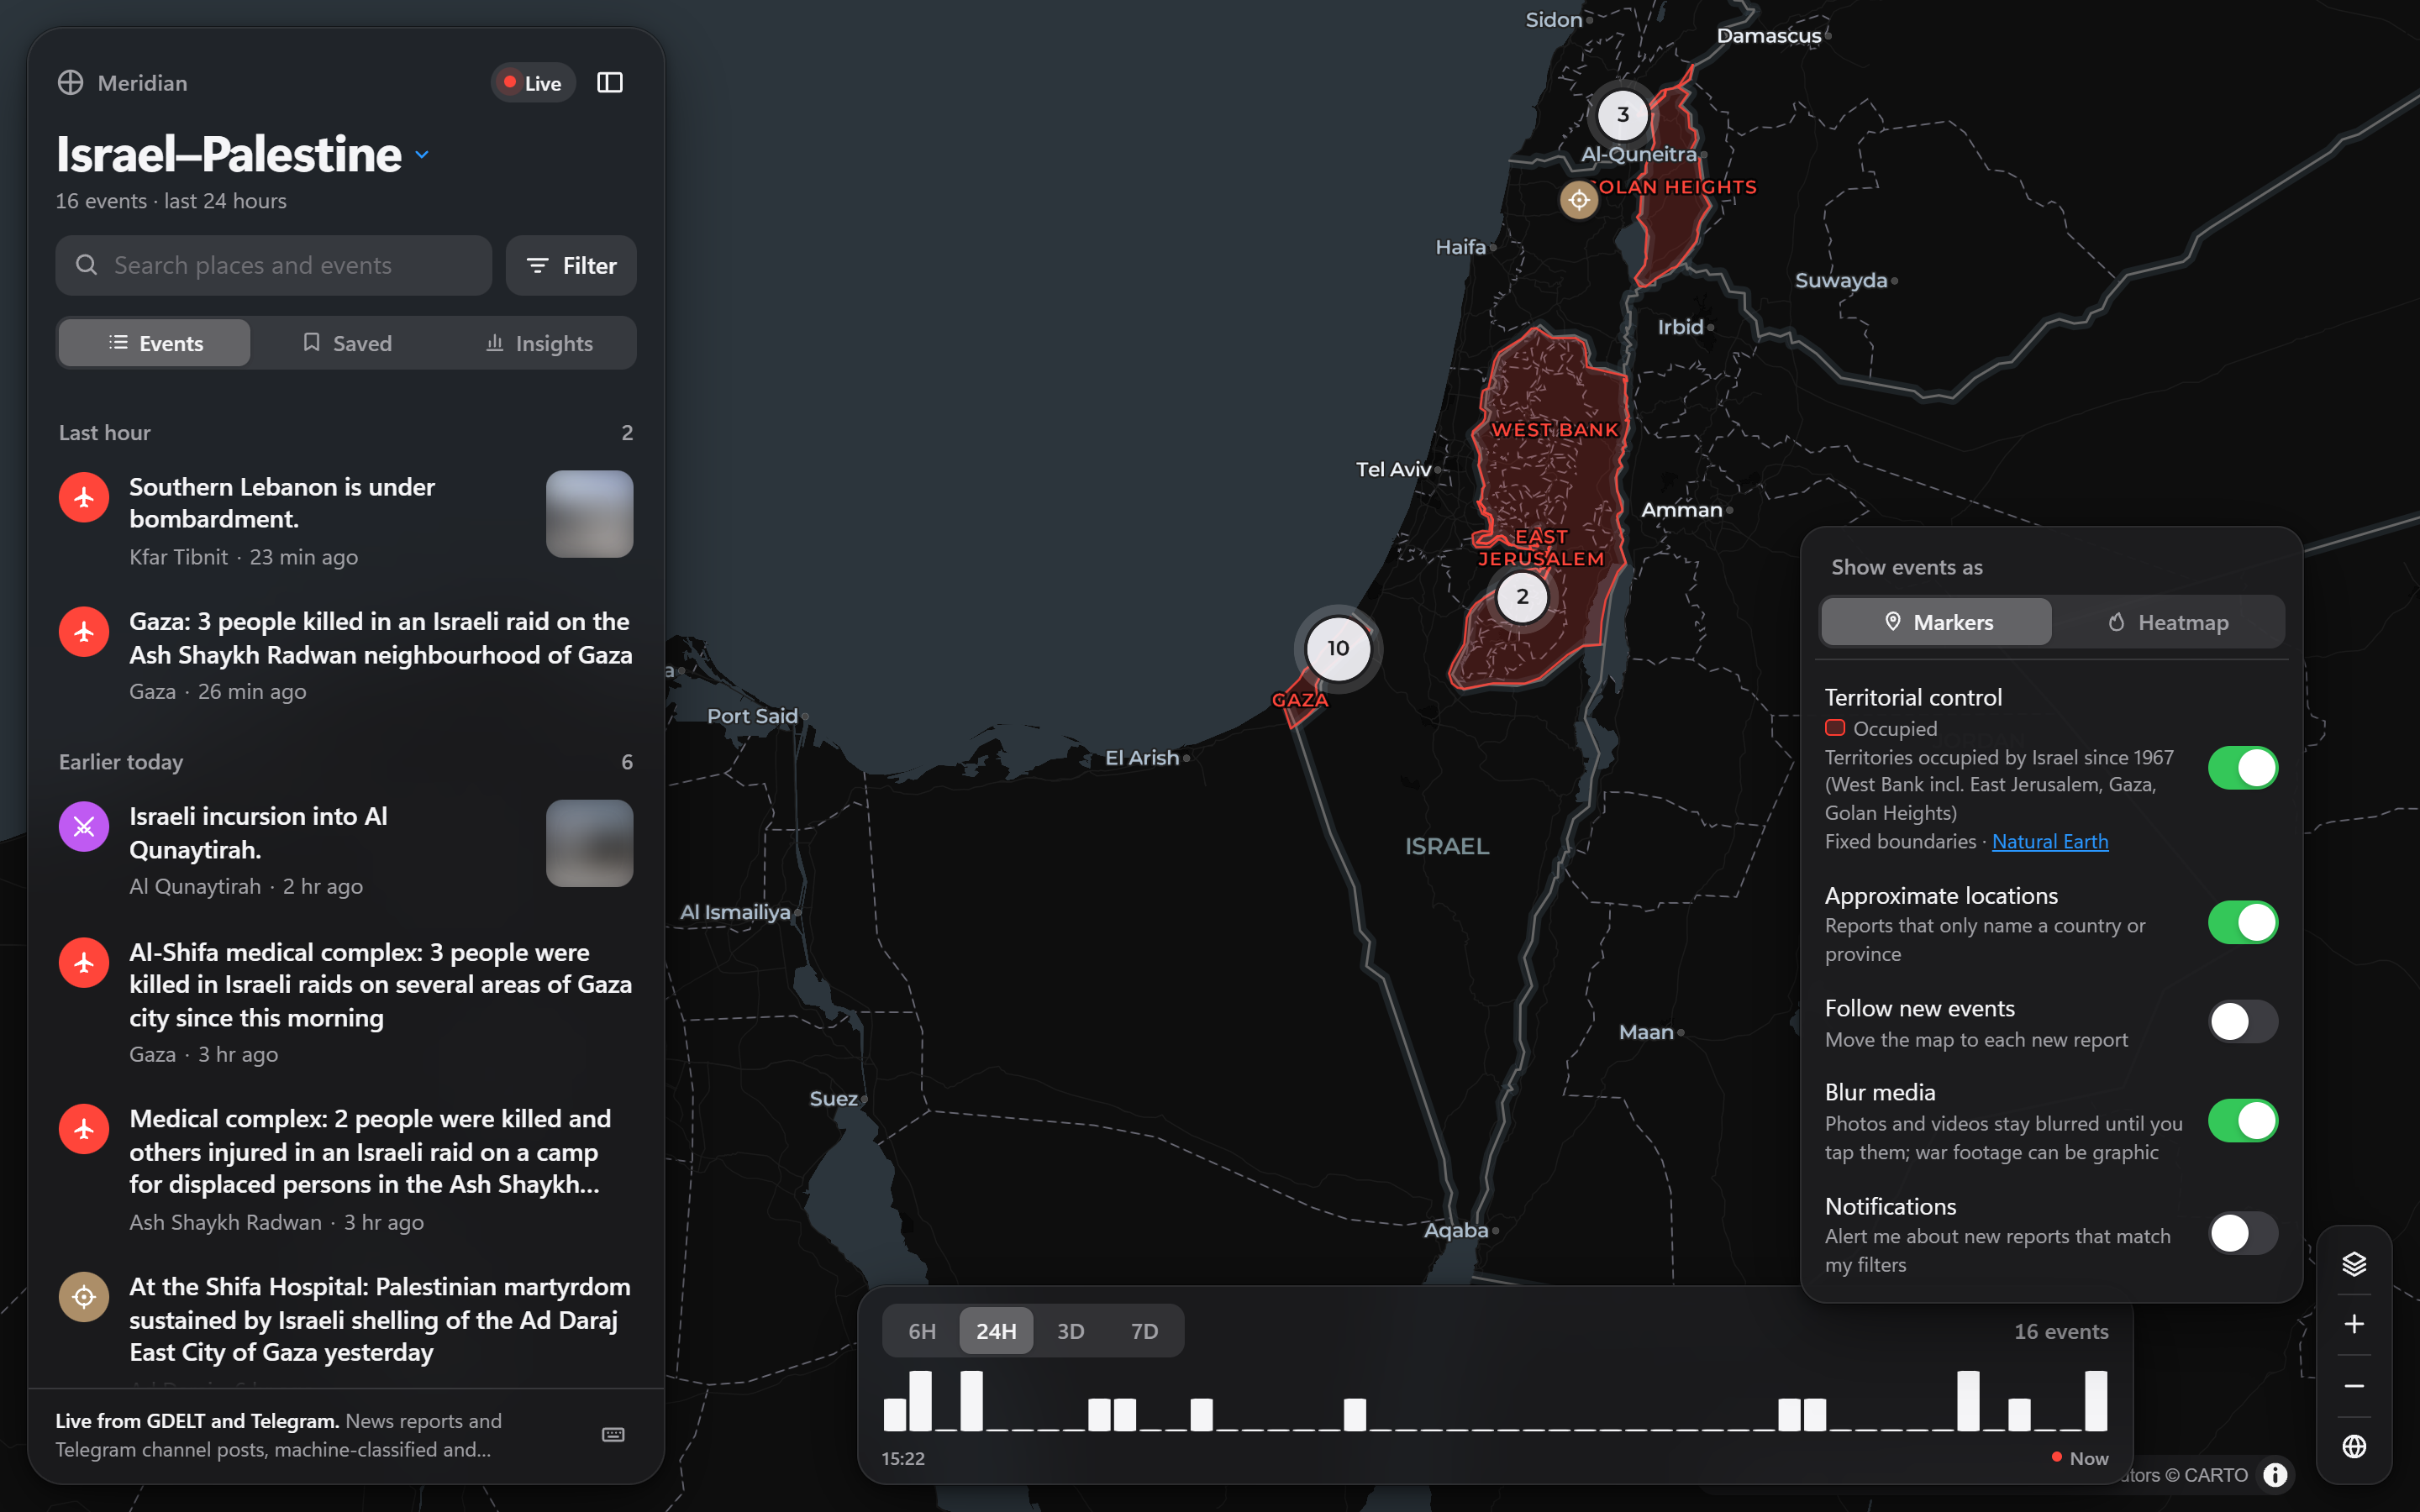 Meridian
Live
Israel–Palestine
16 events · last 24 hours
Search places and events
Filter
Events
Saved
Insights
Last hour
2
Southern Lebanon is under
bombardment.
Kfar Tibnit · 23 min ago
Gaza: 3 people killed in an Israeli raid on the
Ash Shaykh Radwan neighbourhood of Gaza
Gaza · 26 min ago
Earlier today
6
Israeli incursion into Al
Qunaytirah.
Al Qunaytirah · 2 hr ago
Al-Shifa medical complex: 3 people were
killed in Israeli raids on several areas of Gaza
city since this morning
Gaza · 3 hr ago
Medical complex: 2 people were killed and
others injured in an Israeli raid on a camp
for displaced persons in the Ash Shaykh...
Ash Shaykh Radwan · 3 hr ago
At the Shifa Hospital: Palestinian martyrdom
sustained by Israeli shelling of the Ad Daraj
East City of Gaza yesterday
Live from GDELT and Telegram. News reports and
Telegram channel posts, machine-classified and...
Sidon
Damascus
3
Al-Quneitra
OLAN HEIGHTS
Haifa
Suwayda
Irbid
WEST BANK
Tel Aviv
Amman
EAST
JERUSALEM
2
10
GAZA
a
Port Said
El Arish
ISRAEL
Al Ismailiya
Maan
Suez
Aqaba
Show events as
Markers
Heatmap
Territorial control
Occupied
Territories occupied by Israel since 1967
(West Bank incl. East Jerusalem, Gaza,
Golan Heights)
Fixed boundaries · Natural Earth
Approximate locations
Reports that only name a country or
province
Follow new events
Move the map to each new report
Blur media
Photos and videos stay blurred until you
tap them; war footage can be graphic
Notifications
Alert me about new reports that match
my filters
6H
24H
3D
7D
16 events
15:22
Now
utors © CARTO